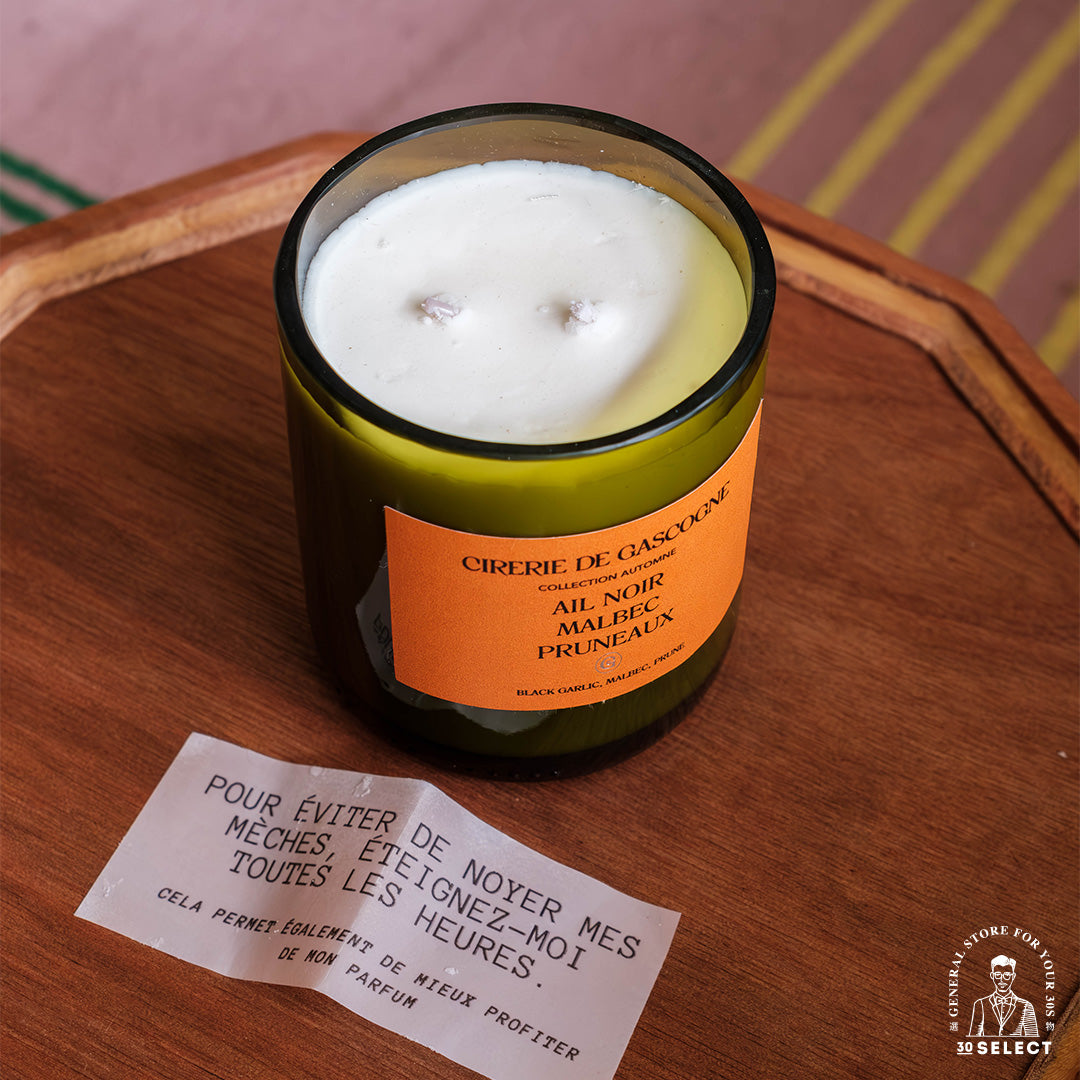 CIRERIE DE GASCOGNE
COLLECTION AUTOMNE
AIL NOIR
MALBEC
PRUNEAUX
BLACK GARLIC, MALBEC, PRUNE
POUR ÉVITER DE NOYER MES
MÈCHES, ÉTEIGNEZ-MOI
TOUTES LES HEURES.
CELA PERMET ÉGALEMENT DE MIEUX PROFITER
DE MON PARFUM
GENERAL STORE FOR YOUR 30S
選 物
30 SELECT